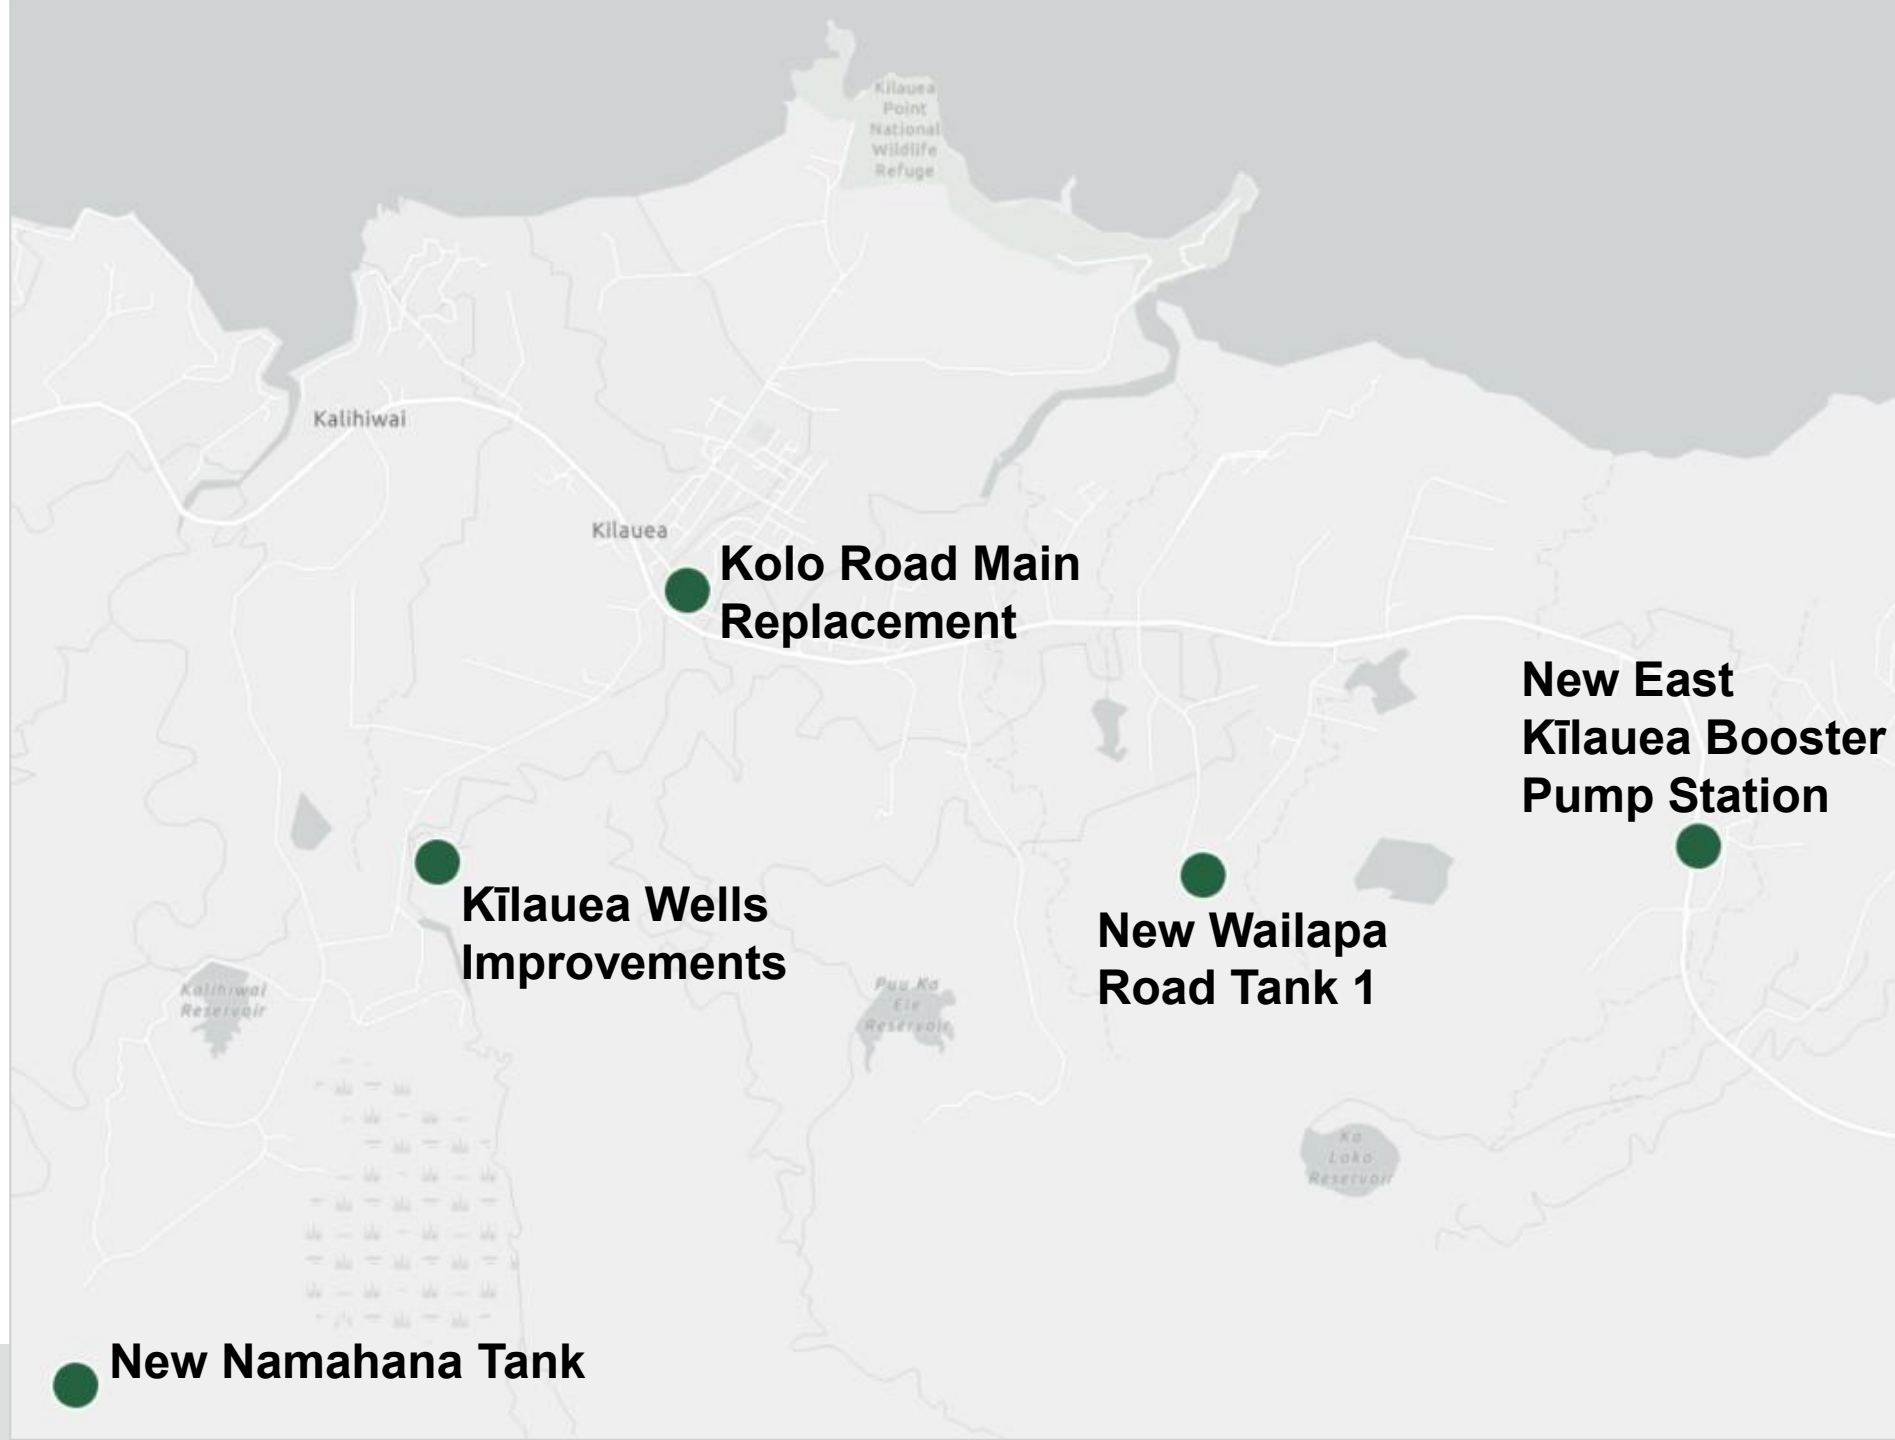 Kilauea
Point
National
Wildlife
Refuge
Kalihiwai
Kilauea
Kolo Road Main
Replacement
New East
Kīlauea Booster
Pump Station
Kīlauea Wells
Improvements
New Wailapa
Road Tank 1
Kalihiwai
Reservoir
Puu Ka
Ele
Reservoir
Ka
Loko
Reservoir
New Namahana Tank